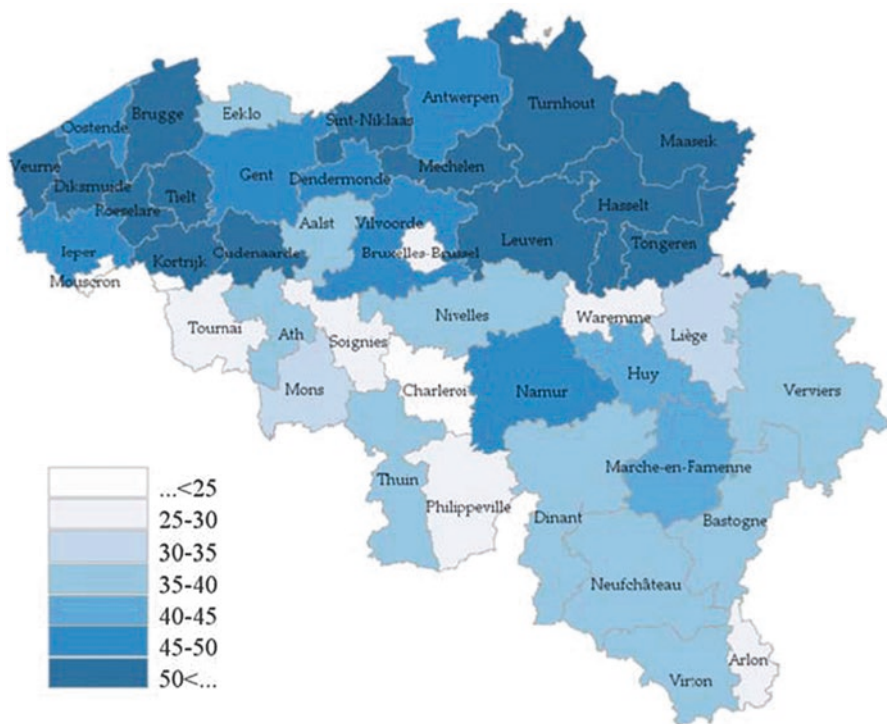 Antwerpen
Turnhout
Brugge
Eeklo
Sint-Niklaas
Oostende
Maaseik
Veurne
Mechelen
Gent
Dendermonde
Diksmuide
Tielt
Hasselt
Roeselare
Aalst
Vilvoorde
Leuven
Tongeren
Ieper
Kortrijk
Oudenaarde
Bruxelles-Brussel
Mouscron
Nivelles
Waremme
Tournai
Ath
Soignies
Liège
Mons
Charleroi
Namur
Huy
Verviers
Marche-en-Famenne
Thuin
Philippeville
Dinant
Bastogne
Neufchâteau
Virton
Arlon
...<25
25-30
30-35
35-40
40-45
45-50
50<...